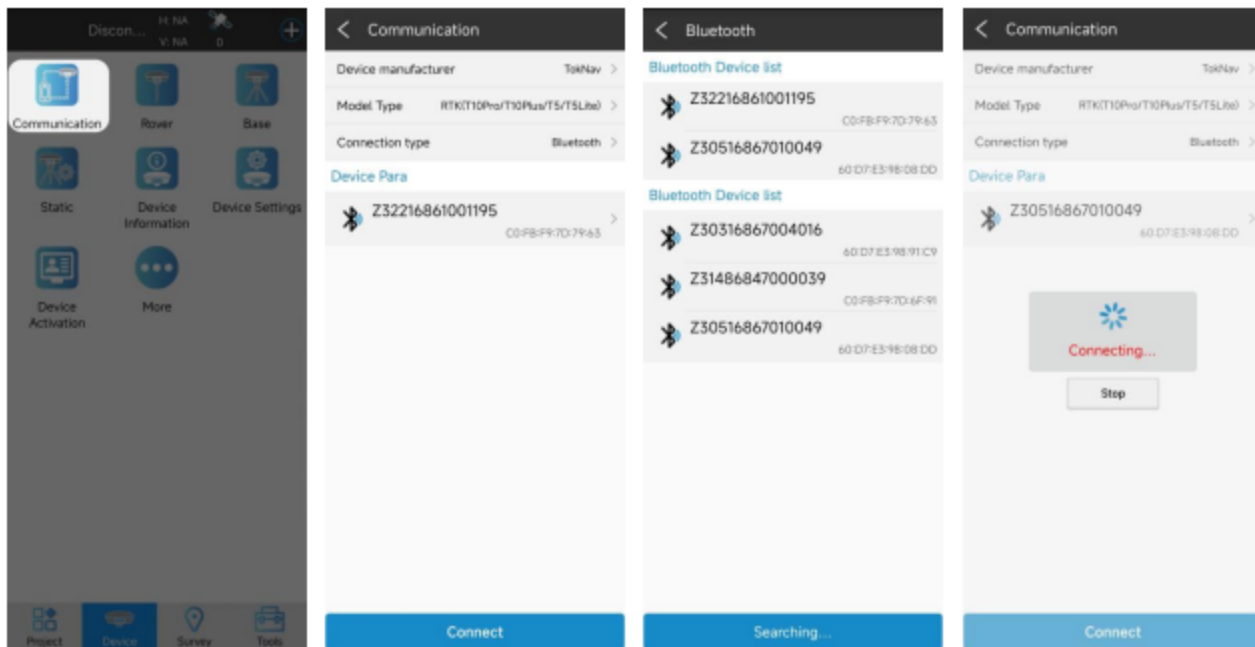 Discon...
H: NA
V: NA
0
Communication
Rover
Base
Static
Device Information
Device Settings
Device Activation
More
Project
Device
Survey
Tools
Communication
Device manufacturer TokNav
Model Type RTK(T10Pro/T10Plus/T5/T5Lite)
Connection type Bluetooth
Device Para
Z32216861001195
C0:FB:F9:7D:79:63
Connect
Bluetooth
Bluetooth Device list
Z32216861001195
C0:FB:F9:7D:79:63
Z30516867010049
60:D7:E3:98:08:DD
Bluetooth Device list
Z30316867004016
60:D7:E3:98:91:C9
Z31486847000039
C0:FB:F9:7D:6F:91
Z30516867010049
60:D7:E3:98:08:DD
Searching...
Communication
Device manufacturer TokNav
Model Type RTK(T10Pro/T10Plus/T5/T5Lite)
Connection type Bluetooth
Device Para
Z30516867010049
60:D7:E3:98:08:DD
Connecting...
Stop
Connect